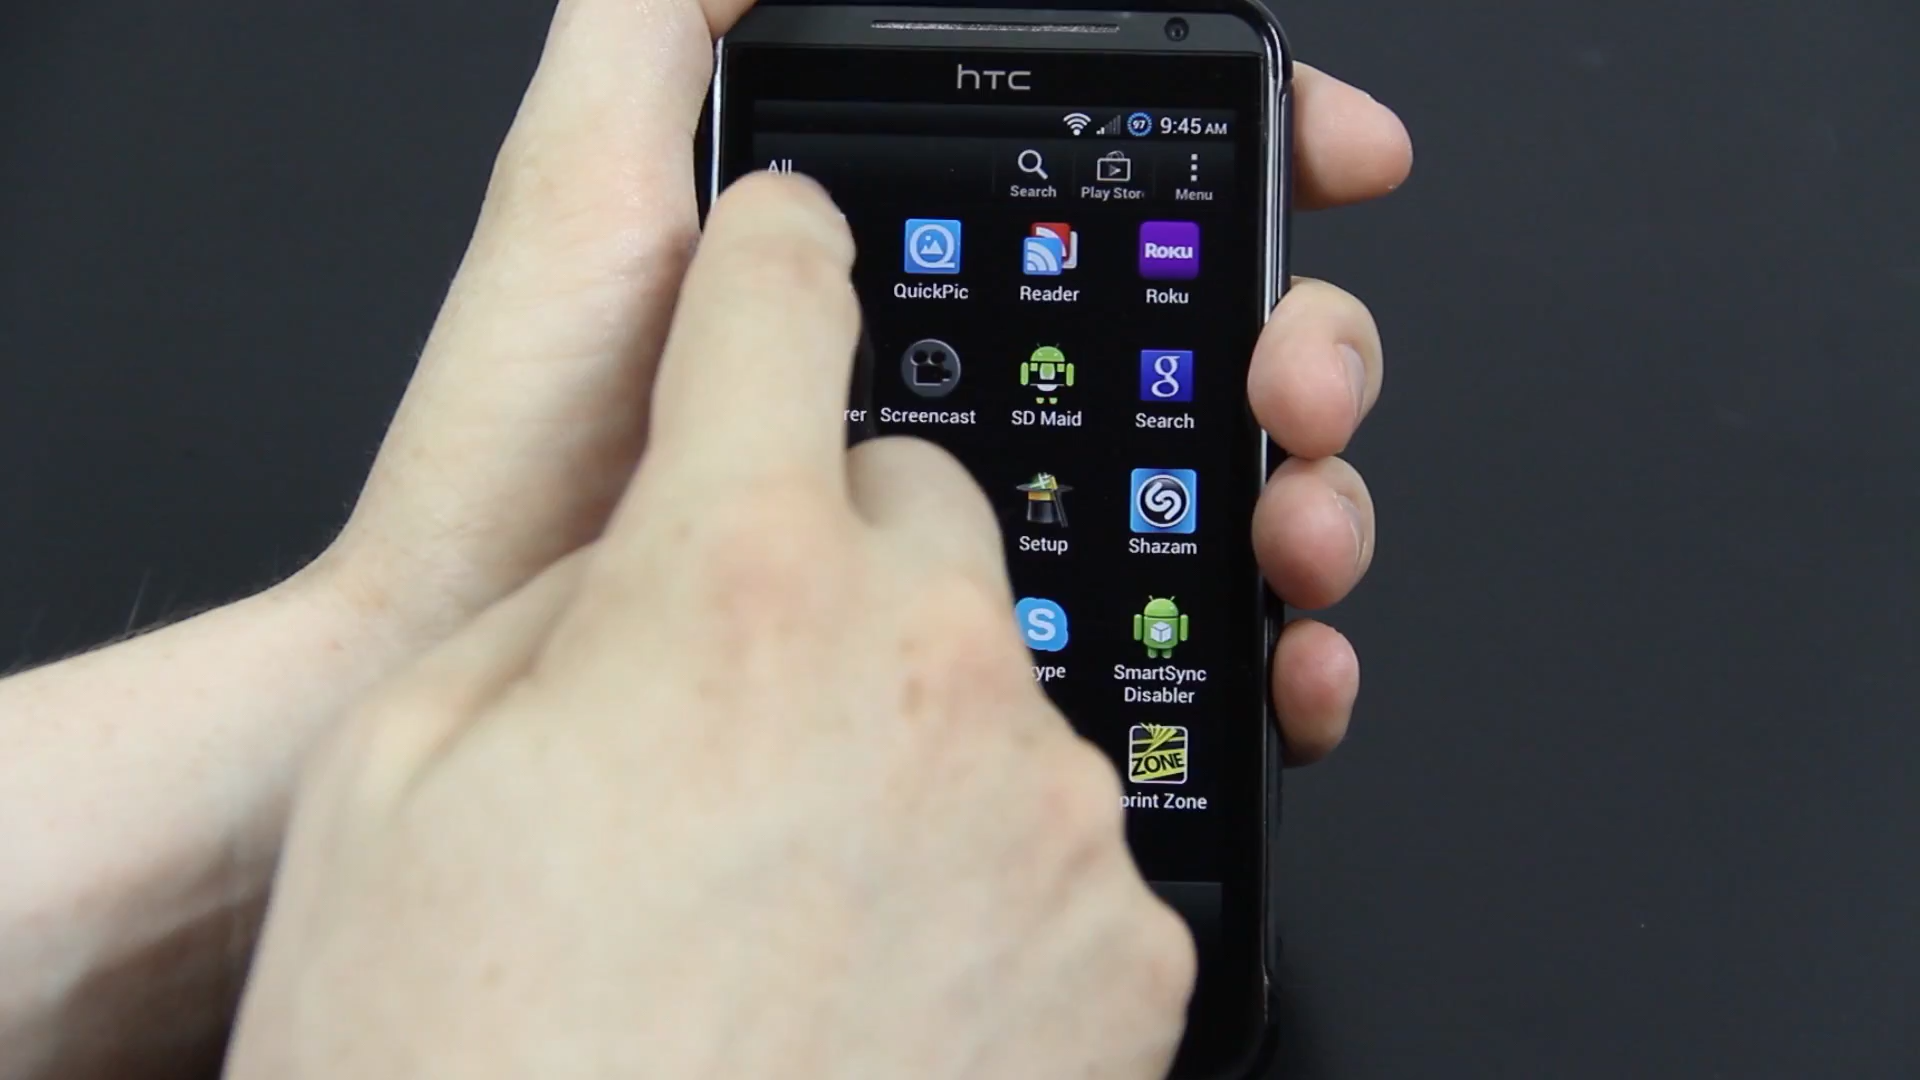 hTC
97 9:45 AM
All
Search Play Stor Menu
QuickPic Reader Roku
Roku
rer Screencast SD Maid Search
g
Setup Shazam
S
ype SmartSync
Disabler
ZONE
print Zone